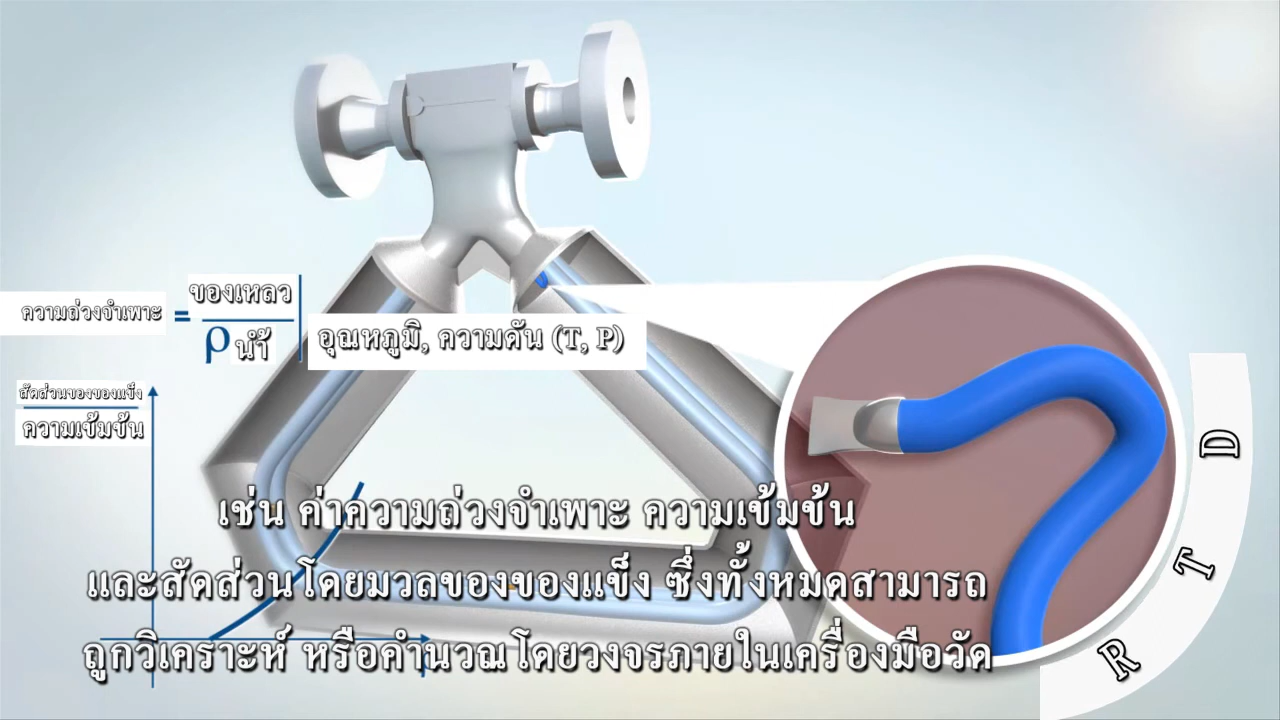 ความถ่วงจำเพาะ = ของเหลว
ρ นํ้า
อุณหภูมิ, ความดัน (T, P)
สัดส่วนของของแข็ง
ความเข้มข้น
R T D
เช่น ค่าความถ่วงจำเพาะ ความเข้มข้น
และสัดส่วนโดยมวลของของแข็ง ซึ่งทั้งหมดสามารถ
ถูกวิเคราะห์ หรือคำนวณโดยวงจรภายในเครื่องมือวัด